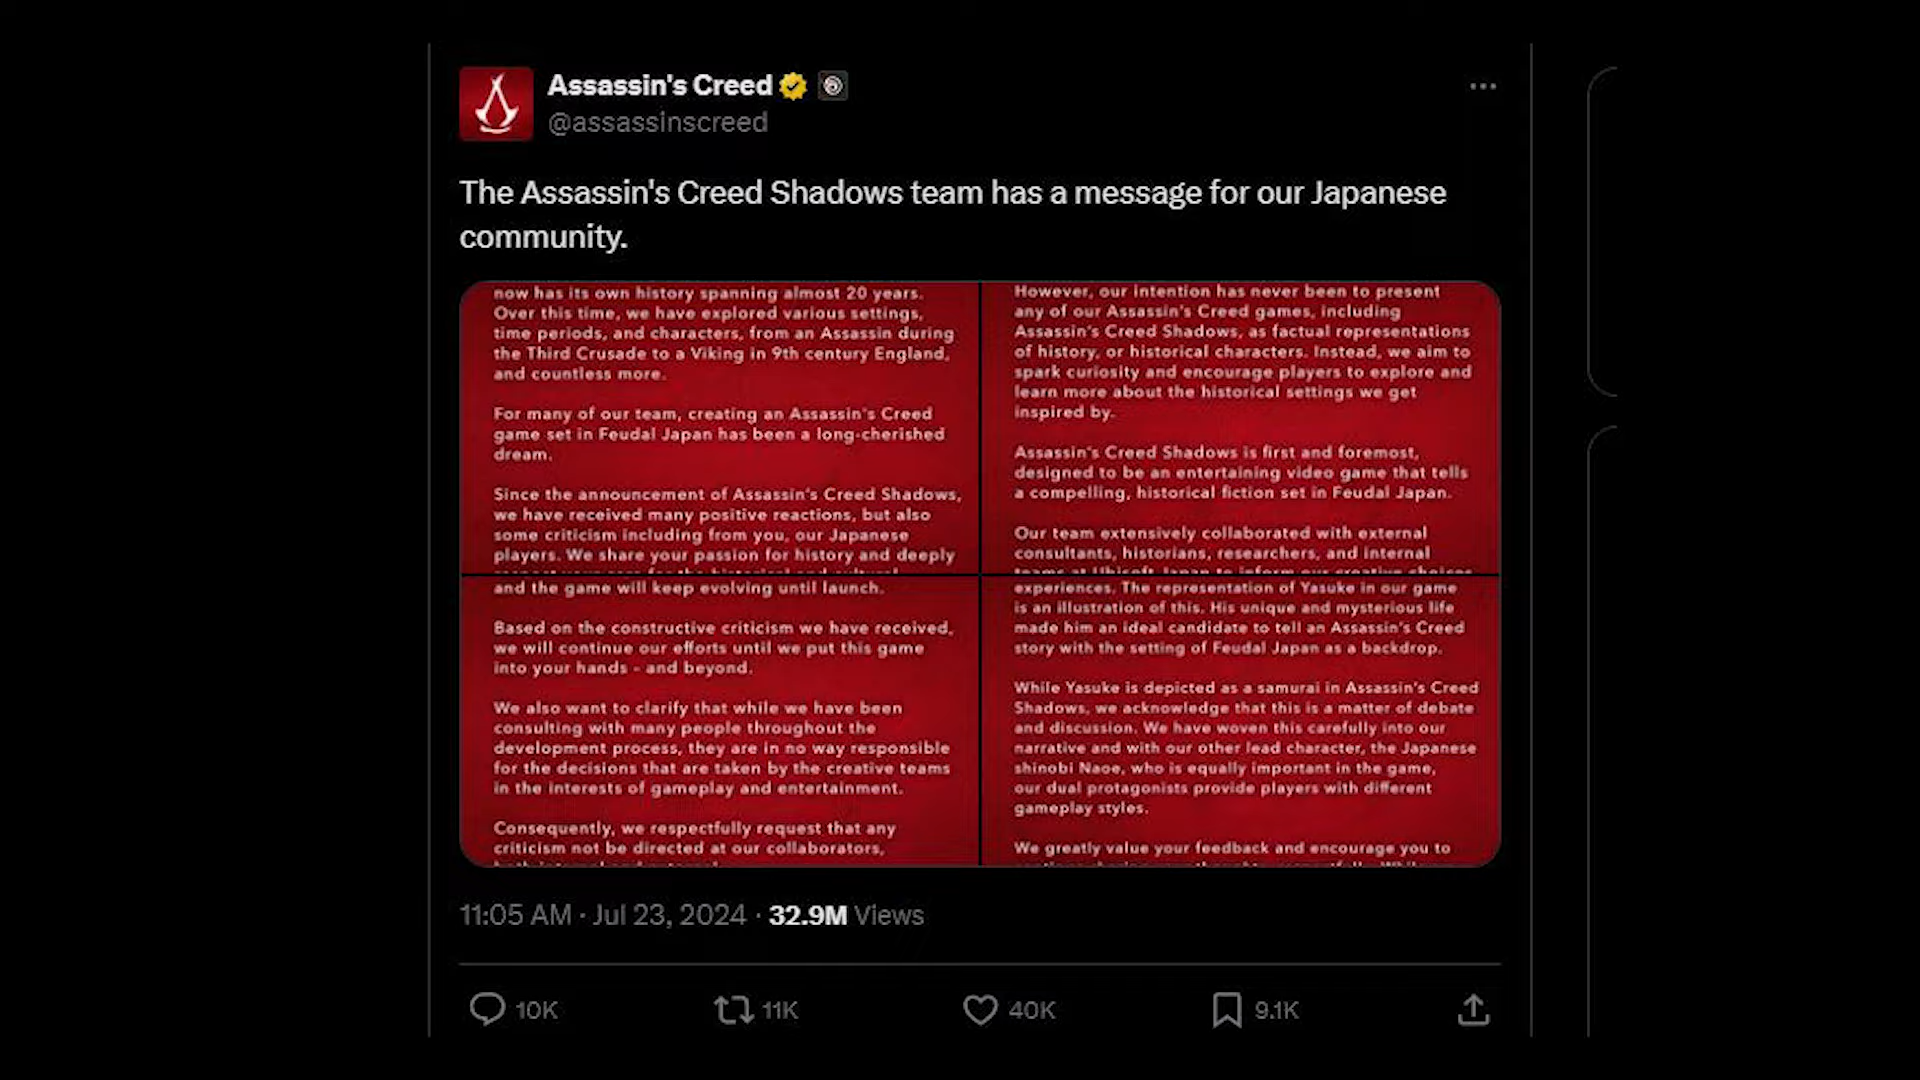 Assassin's Creed
@assassinscreed
The Assassin's Creed Shadows team has a message for our Japanese
community.
now has its own history spanning almost 20 years.
Over this time, we have explored various settings,
time periods, and characters, from an Assassin during
the Third Crusade to a Viking in 9th century England,
and countless more.
For many of our team, creating an Assassin's Creed
game set in Feudal Japan has been a long-cherished
dream.
Since the announcement of Assassin's Creed Shadows,
we have received many positive reactions, but also
some criticism including from you, our Japanese
players. We share your passion for history and deeply
However, our intention has never been to present
any of our Assassin's Creed games, including
Assassin's Creed Shadows, as factual representations
of history, or historical characters. Instead, we aim to
spark curiosity and encourage players to explore and
learn more about the historical settings we get
inspired by.
Assassin's Creed Shadows is first and foremost,
designed to be an entertaining video game that tells
a compelling, historical fiction set in Feudal Japan.
Our team extensively collaborated with external
consultants, historians, researchers, and internal
teams at Ubisoft Japan to inform our creative choices
and the game will keep evolving until launch.
Based on the constructive criticism we have received,
we will continue our efforts until we put this game
into your hands - and beyond.
We also want to clarify that while we have been
consulting with many people throughout the
development process, they are in no way responsible
for the decisions that are taken by the creative teams
in the interests of gameplay and entertainment.
Consequently, we respectfully request that any
criticism not be directed at our collaborators,
experiences. The representation of Yasuke in our game
is an illustration of this. His unique and mysterious life
made him an ideal candidate to tell an Assassin's Creed
story with the setting of Feudal Japan as a backdrop.
While Yasuke is depicted as a samurai in Assassin's Creed
Shadows, we acknowledge that this is a matter of debate
and discussion. We have woven this carefully into our
narrative and with our other lead character, the Japanese
shinobi Naoe, who is equally important in the game,
our dual protagonists provide players with different
gameplay styles.
We greatly value your feedback and encourage you to
11:05 AM · Jul 23, 2024 · 32.9M Views
10K 11K 40K 9.1K